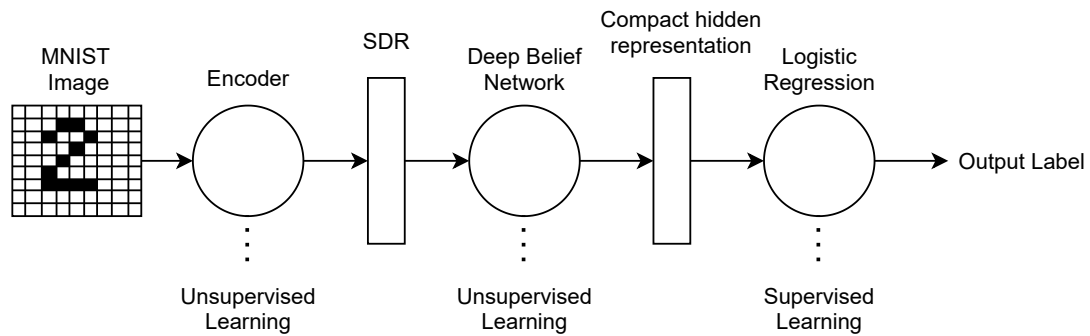 MNIST
Image
Encoder
SDR
Deep Belief
Network
Compact hidden
representation
Logistic
Regression
Output Label
Unsupervised
Learning
Unsupervised
Learning
Supervised
Learning